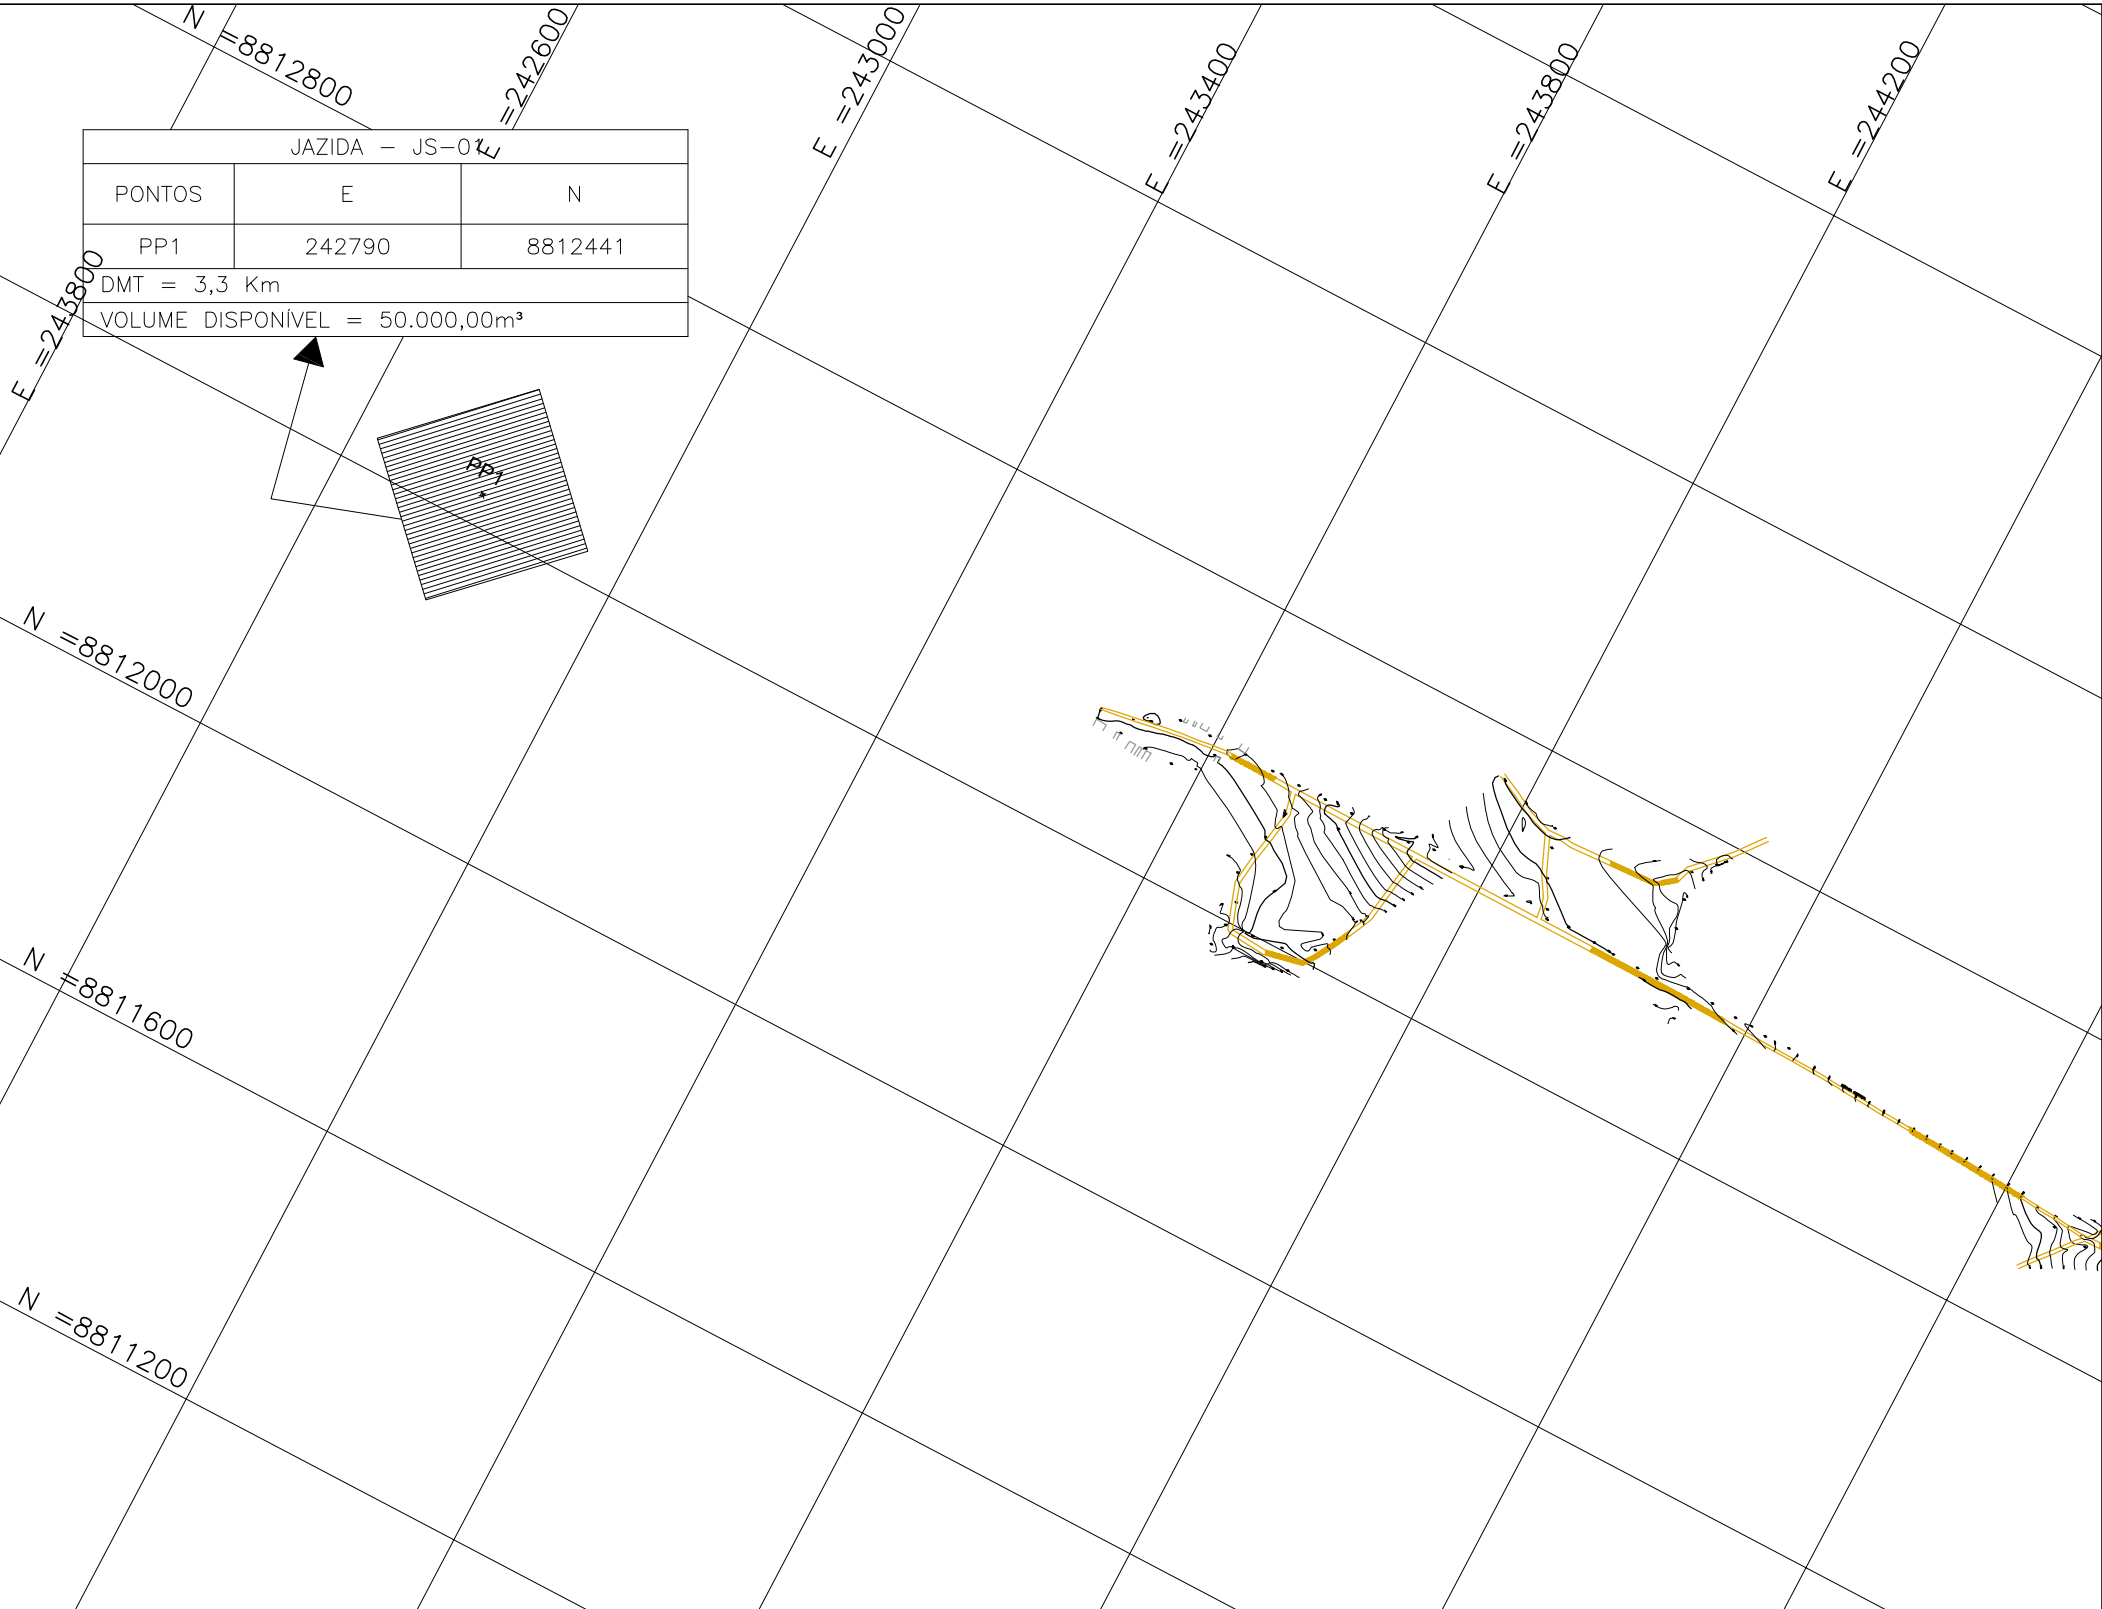 N =8812800
E =242600
E =243000
E =243400
E =243800
E =244200
JAZIDA - JS-01
PONTOS E N
PP1 242790 8812441
DMT = 3,3 Km
VOLUME DISPONÍVEL = 50.000,00m³
E =243800
PP1
N =8812000
N =8811600
N =8811200